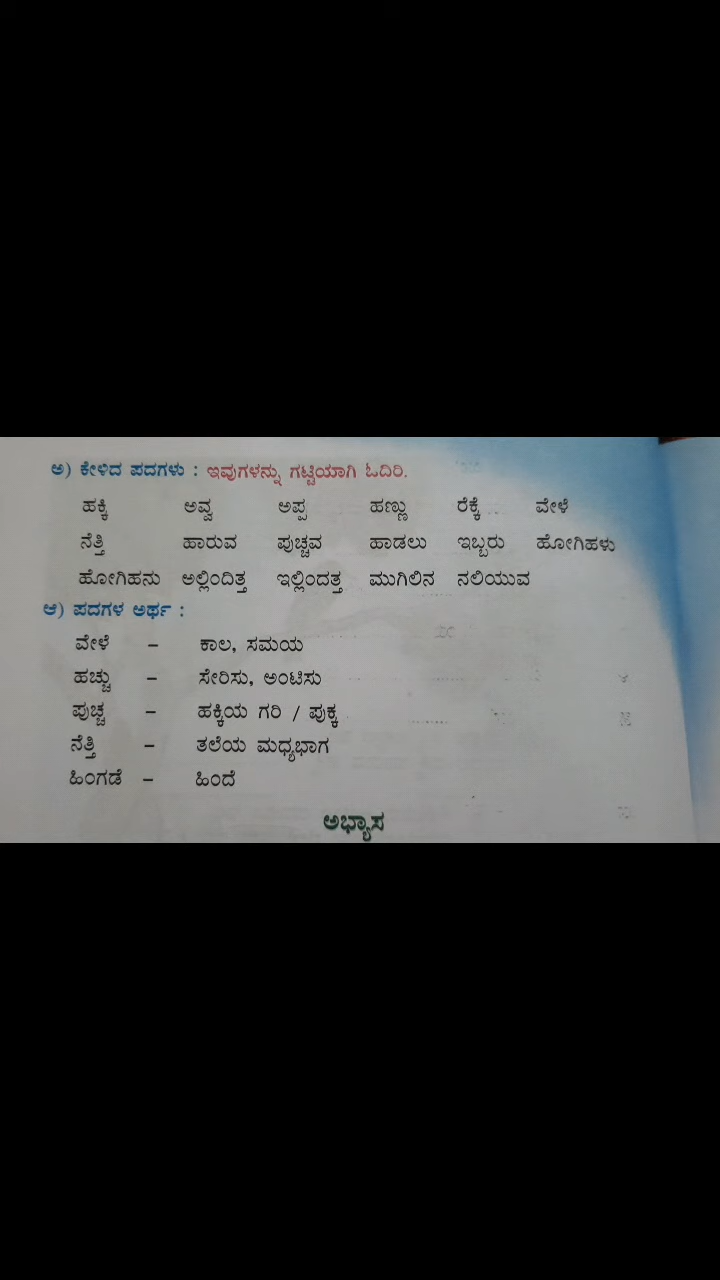 ಅ) ಕೇಳಿದ ಪದಗಳು : ಇವುಗಳನ್ನು ಗಟ್ಟಿಯಾಗಿ ಓದಿರಿ.
ಹಕ್ಕಿ ಅವ್ವ ಅಪ್ಪ ಹಣ್ಣು ರೆಕ್ಕೆ ವೇಳೆ
ನೆತ್ತಿ ಹಾರುವ ಪುಚ್ಚವ ಹಾಡಲು ಇಬ್ಬರು ಹೋಗಿಹಳು
ಹೋಗಿಹನು ಅಲ್ಲಿಂದಿತ್ತ ಇಲ್ಲಿಂದತ್ತ ಮುಗಿಲಿನ ನಲಿಯುವ
ಆ) ಪದಗಳ ಅರ್ಥ :
ವೇಳೆ – ಕಾಲ, ಸಮಯ
ಹಚ್ಚು – ಸೇರಿಸು, ಅಂಟಿಸು
ಪುಚ್ಚ – ಹಕ್ಕಿಯ ಗರಿ / ಪುಕ್ಕ
ನೆತ್ತಿ – ತಲೆಯ ಮಧ್ಯಭಾಗ
ಹಿಂಗಡೆ – ಹಿಂದೆ
ಅಭ್ಯಾಸ